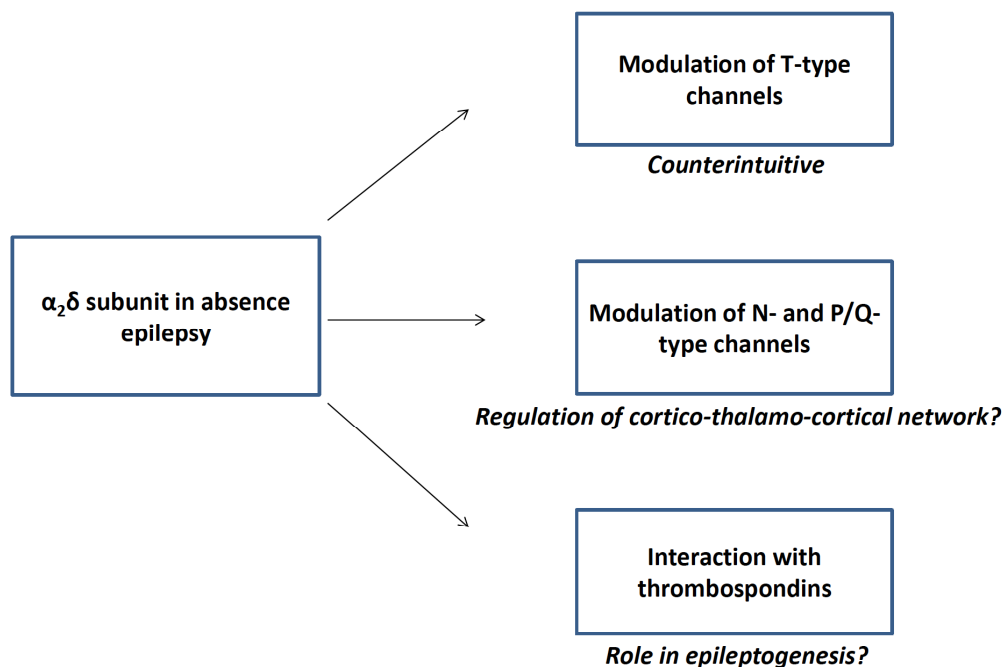 Modulation of T-type
channels
Counterintuitive
α₂δ subunit in absence
epilepsy
Modulation of N- and P/Q-
type channels
Regulation of cortico-thalamo-cortical network?
Interaction with
thrombospondins
Role in epileptogenesis?